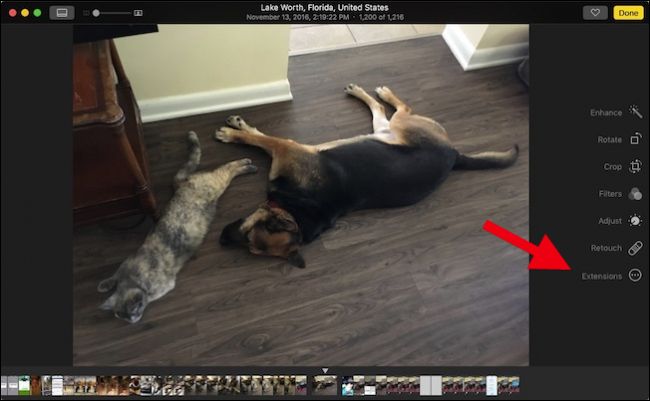 Lake Worth, Florida, United States
November 13, 2016, 2:19:22 PM • 1,200 of 1,216
Done
Enhance
Rotate
Crop
Filters
Adjust
Retouch
Extensions